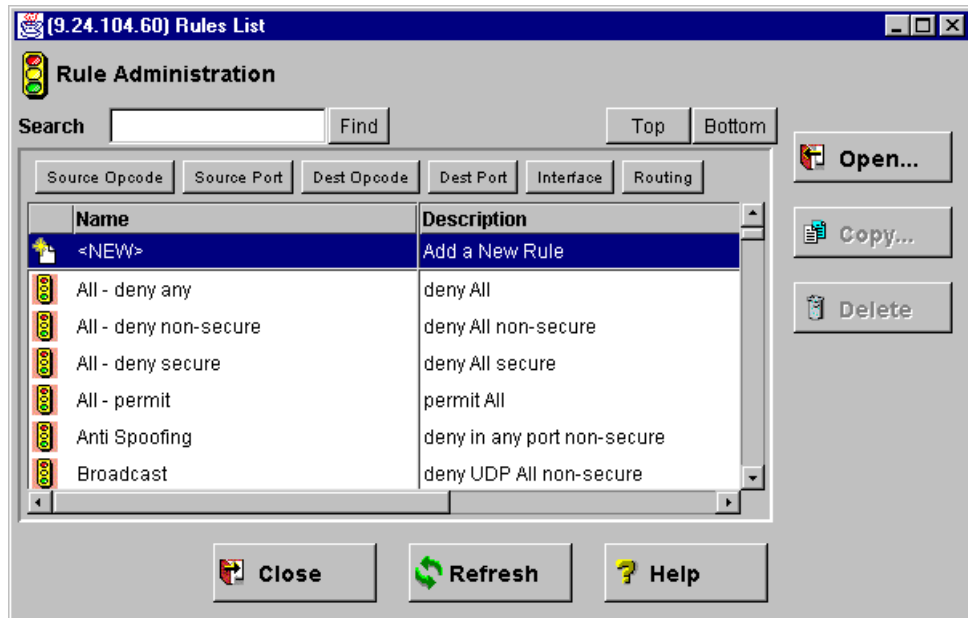 (9.24.104.60) Rules List
Rule Administration
Search Find Top Bottom
Open...
Source Opcode Source Port Dest Opcode Dest Port Interface Routing
Name Description
<NEW> Add a New Rule
Copy...
All - deny any deny All
All - deny non-secure deny All non-secure
Delete
All - deny secure deny All secure
All - permit permit All
Anti Spoofing deny in any port non-secure
Broadcast deny UDP All non-secure
Close Refresh Help